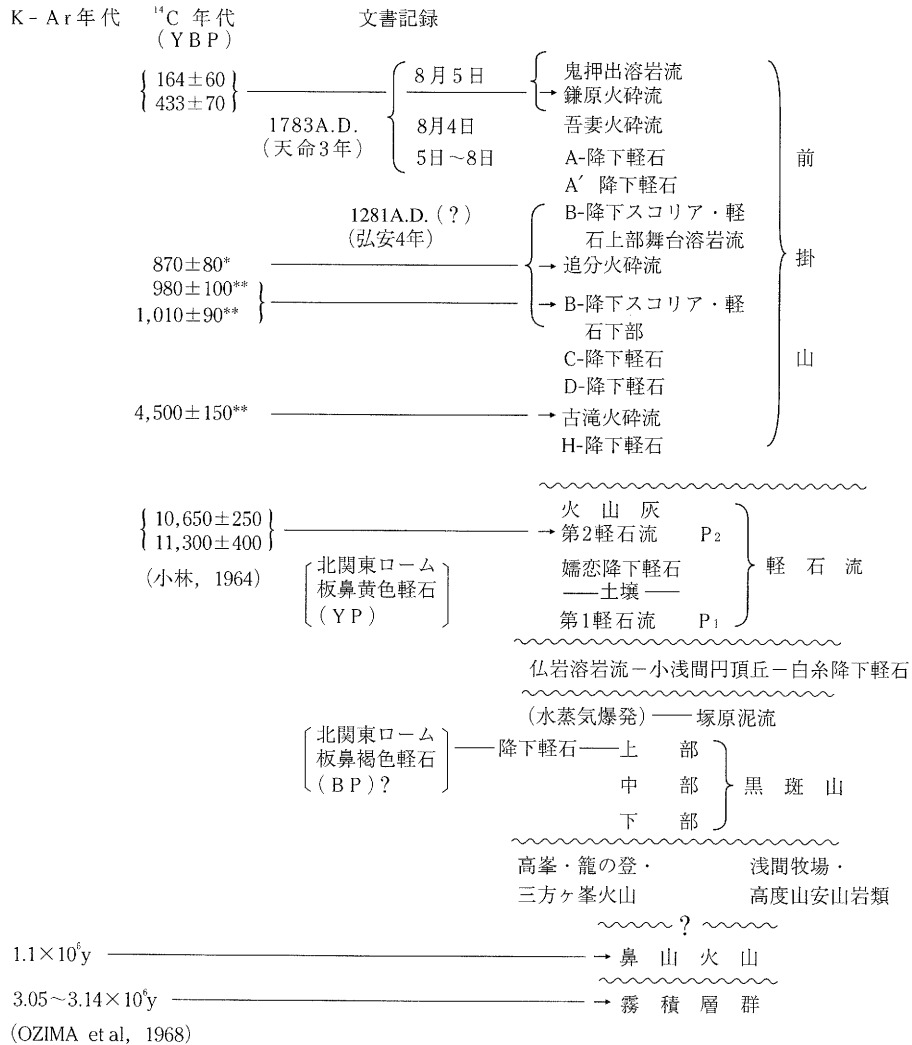 K-Ar年代 ¹⁴C 年代 文書記録
(YBP)
164±60 8月5日 鬼押出溶岩流
433±70 鎌原火砕流
1783A.D. 8月4日 吾妻火砕流
(天明3年) 5日~8日 A-降下軽石 前
A′ 降下軽石
1281A.D. (?) B-降下スコリア・軽
(弘安4年) 石上部舞台溶岩流
870±80* 追分火砕流 掛
980±100**
1,010±90** B-降下スコリア・軽
石下部
C-降下軽石 山
D-降下軽石
4,500±150** 古滝火砕流
H-降下軽石
10,650±250 火山灰
11,300±400 第2軽石流 P₂
(小林, 1964) 北関東ローム 嬬恋降下軽石 軽石流
板鼻黄色軽石 土壌
(YP) 第1軽石流 P₁
仏岩溶岩流-小浅間円頂丘-白糸降下軽石
(水蒸気爆発) 塚原泥流
北関東ローム 降下軽石 上部
板鼻褐色軽石 中部 黒斑山
(BP)? 下部
高峯・籠の登・ 浅間牧場・
三方ヶ峯火山 高度山安山岩類
?
1.1×10⁶y 鼻山火山
3.05~3.14×10⁶y 霧積層群
(OZIMA et al, 1968)